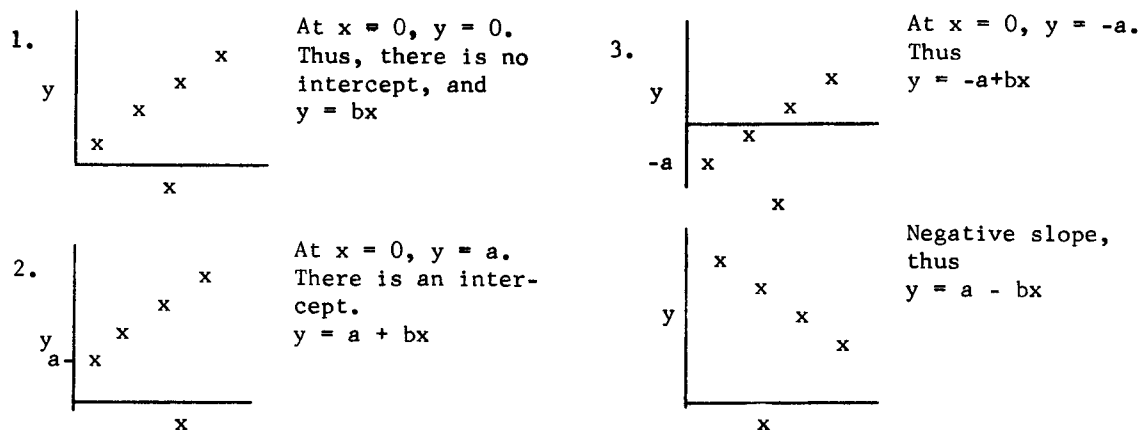 1.
y
x
At x = 0, y = 0.
Thus, there is no
intercept, and
y = bx
2.
y
a
x
At x = 0, y = a.
There is an inter-
cept.
y = a + bx
3.
y
-a
x
At x = 0, y = -a.
Thus
y = -a+bx
y
x
Negative slope,
thus
y = a - bx